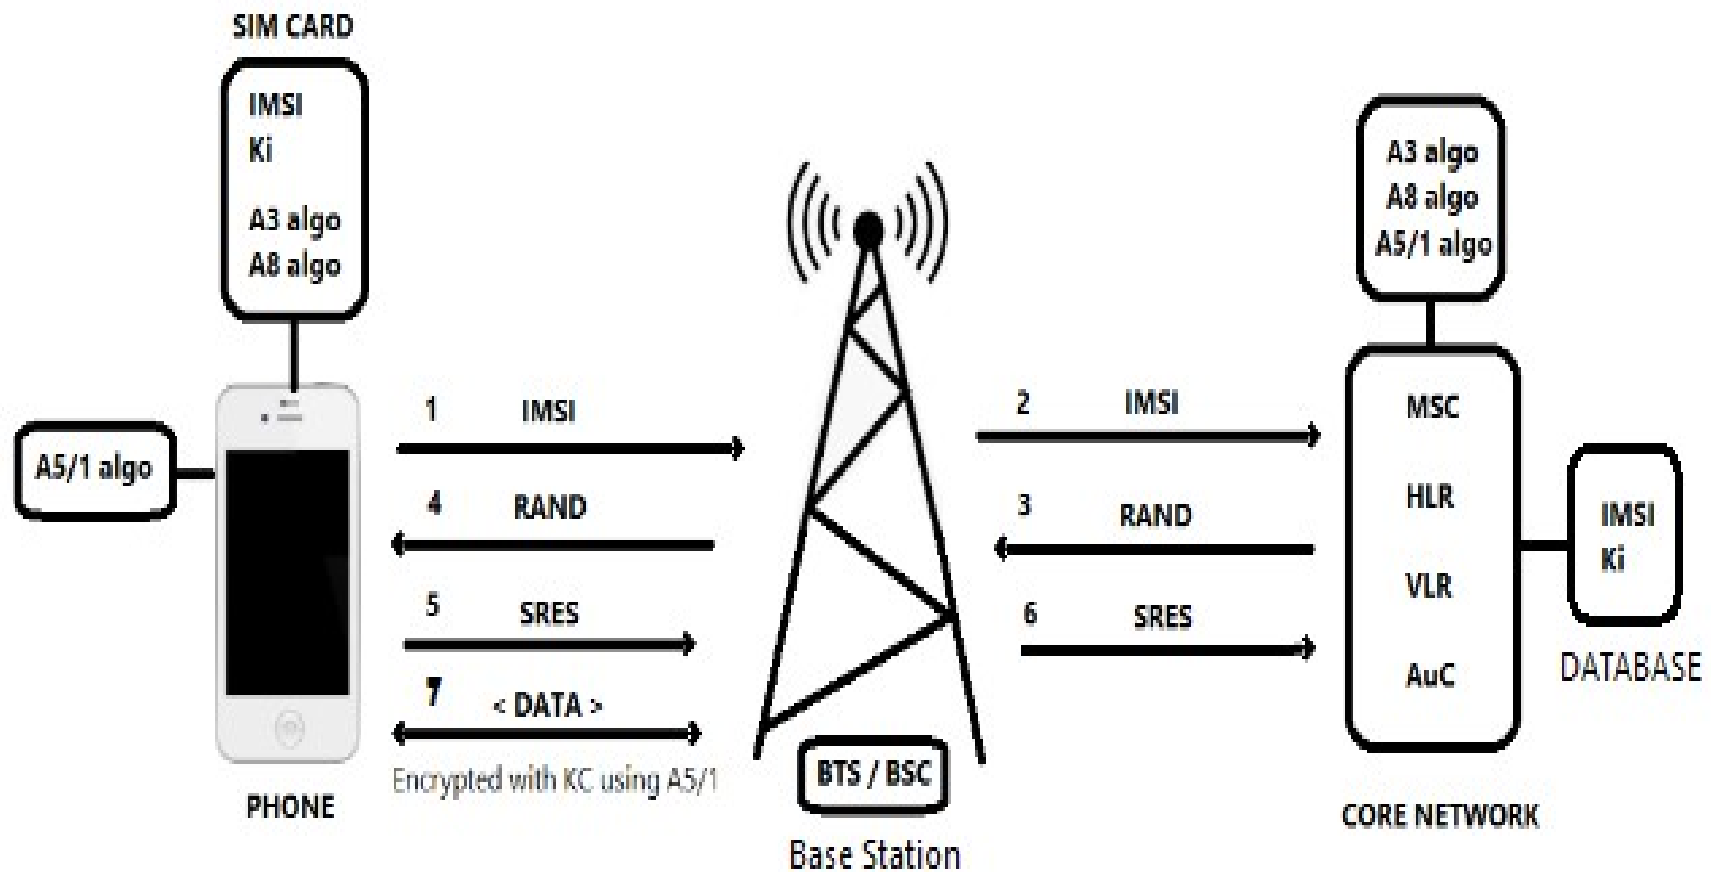 SIM CARD
IMSI
Ki
A3 algo
A8 algo
A5/1 algo
PHONE
1 IMSI
4 RAND
5 SRES
7 < DATA >
Encrypted with KC using A5/1
BTS / BSC
Base Station
2 IMSI
3 RAND
6 SRES
A3 algo
A8 algo
A5/1 algo
MSC
HLR
VLR
AuC
CORE NETWORK
IMSI
Ki
DATABASE